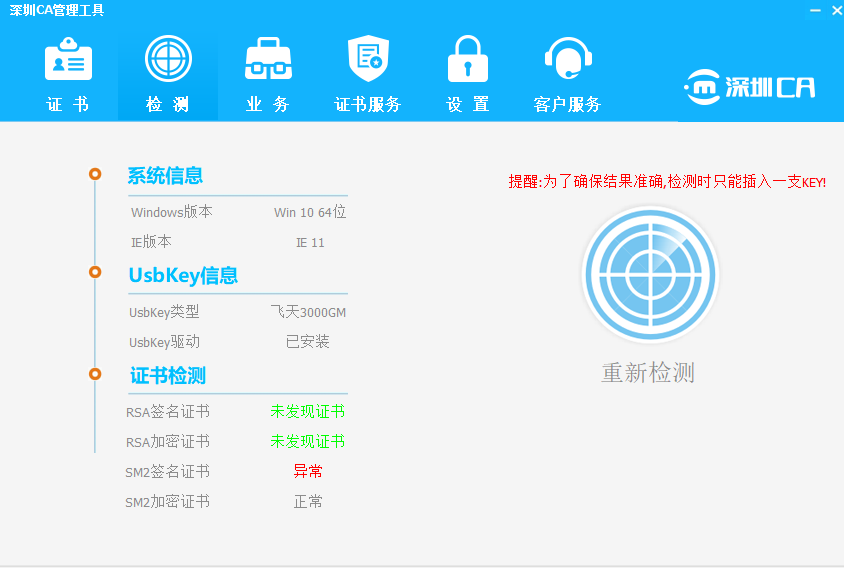 深圳CA管理工具
证 书 检 测 业 务 证书服务 设 置 客户服务
深圳CA
系统信息
Windows版本 Win 10 64位
IE版本 IE 11
UsbKey信息
UsbKey类型 飞天3000GM
UsbKey驱动 已安装
证书检测
RSA签名证书 未发现证书
RSA加密证书 未发现证书
SM2签名证书 异常
SM2加密证书 正常
提醒:为了确保结果准确,检测时只能插入一支KEY!
重新检测